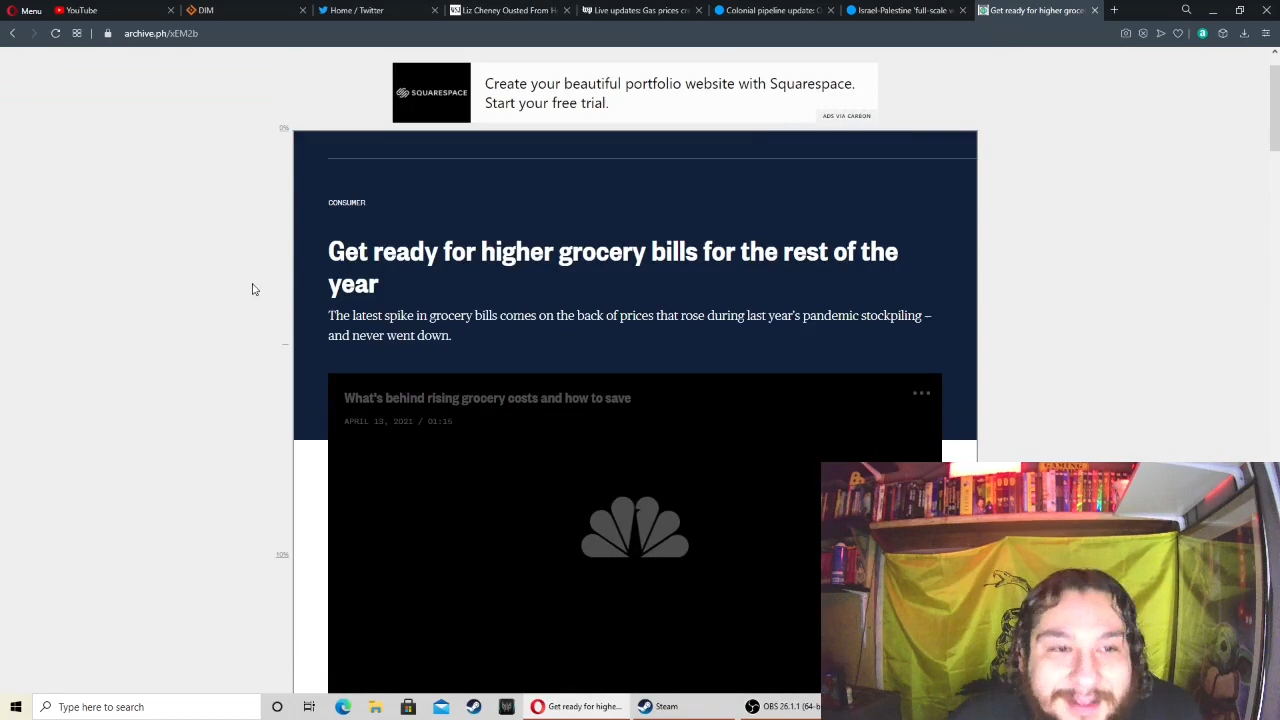 Menu
YouTube
DIM
Home / Twitter
Liz Cheney Ousted From H
Live updates: Gas prices cr
Colonial pipeline update: C
Israel-Palestine 'full-scale w
Get ready for higher groce
archive.ph/xEM2b
SQUARESPACE
Create your beautiful portfolio website with Squarespace.
Start your free trial.
ADS VIA CARBON
0%
CONSUMER
Get ready for higher grocery bills for the rest of the
year
The latest spike in grocery bills comes on the back of prices that rose during last year's pandemic stockpiling –
and never went down.
What's behind rising grocery costs and how to save
APRIL 13, 2021 / 01:15
10%
GAMING
Type here to search
Get ready for highe...
Steam
OBS 26.1.1 (64-b